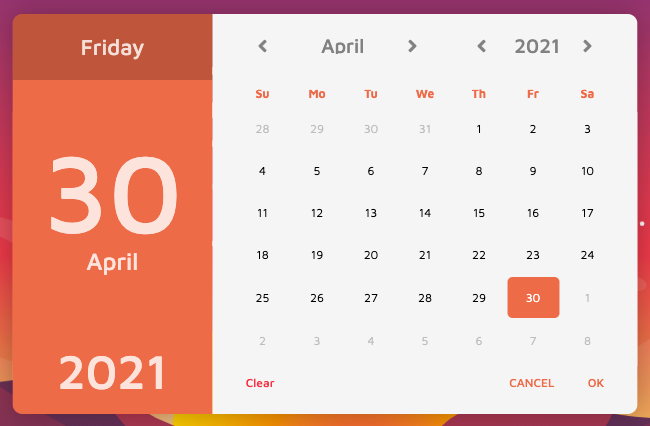 Friday
30
April
2021
April 2021
Su Mo Tu We Th Fr Sa
28 29 30 31 1 2 3
4 5 6 7 8 9 10
11 12 13 14 15 16 17
18 19 20 21 22 23 24
25 26 27 28 29 30 1
2 3 4 5 6 7 8
Clear CANCEL OK